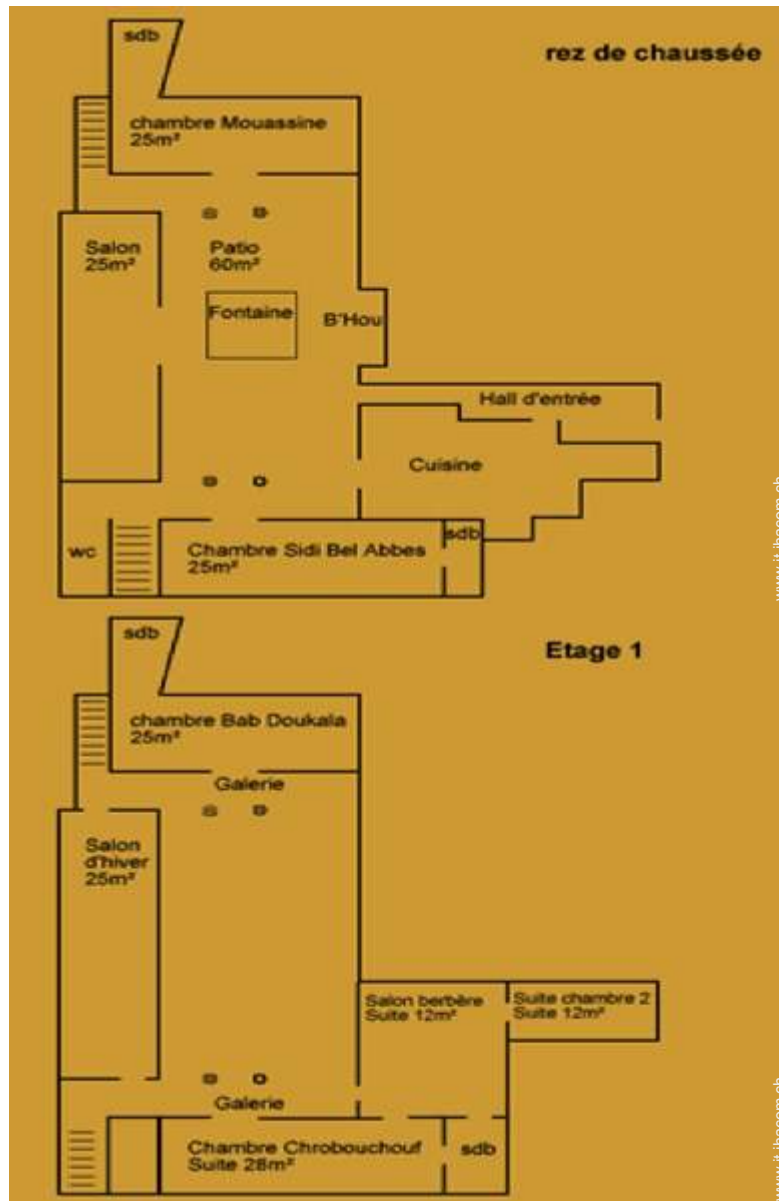 sdb
rez de chaussée
chambre Mouassine
25m²
Salon
25m²
Patio
60m²
Fontaine
B'Hou
Hall d'entrée
Cuisine
wc
Chambre Sidi Bel Abbes
25m²
sdb
sdb
Etage 1
chambre Bab Doukala
25m²
Galerie
Salon
d'hiver
25m²
Salon berbère
Suite 12m²
Suite chambre 2
Suite 12m²
Galerie
Chambre Chrobouchouf
Suite 28m²
sdb